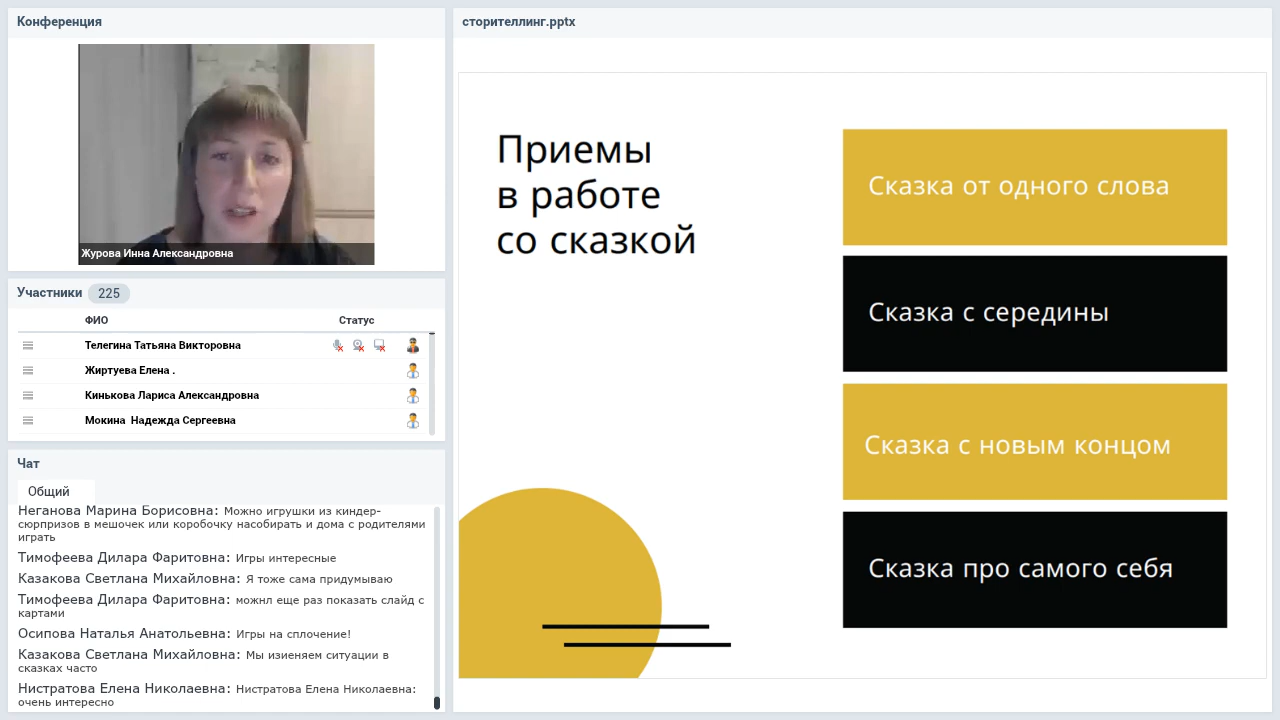 Конференция
Журова Инна Александровна
Участники 225
ФИО Статус
Телегина Татьяна Викторовна
Жиртуева Елена .
Кинькова Лариса Александровна
Мокина Надежда Сергеевна
Чат
Общий
Неганова Марина Борисовна: Можно игрушки из киндер-
сюрпризов в мешочек или коробочку насобирать и дома с родителями
играть
Тимофеева Дилара Фаритовна: Игры интересные
Казакова Светлана Михайловна: Я тоже сама придумываю
Тимофеева Дилара Фаритовна: можнл еще раз показать слайд с
картами
Осипова Наталья Анатольевна: Игры на сплочение!
Казакова Светлана Михайловна: Мы изиеняем ситуации в
сказках часто
Нистратова Елена Николаевна: Нистратова Елена Николаевна:
очень интересно
сторителлинг.pptx
Приемы
в работе
со сказкой
Сказка от одного слова
Сказка с середины
Сказка с новым концом
Сказка про самого себя